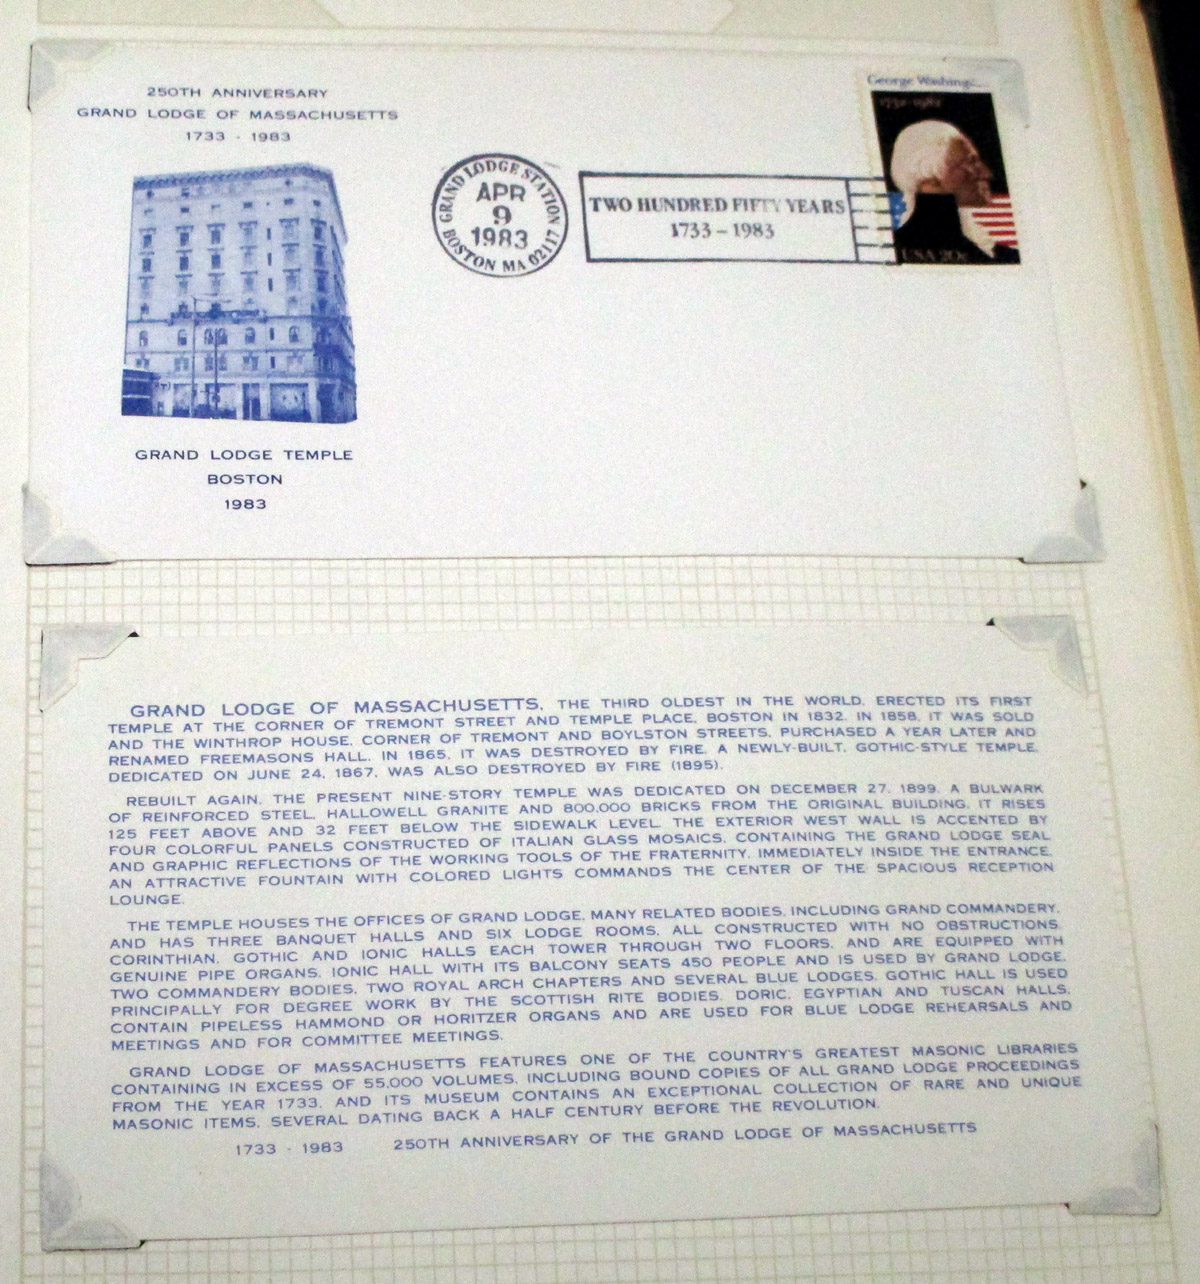 250TH ANNIVERSARY
GRAND LODGE OF MASSACHUSETTS
1733 - 1983
GRAND LODGE TEMPLE
BOSTON
1983
GRAND LODGE STATION
APR
9
1983
BOSTON MA 02117
TWO HUNDRED FIFTY YEARS
1733 – 1983
George Washing
1732-1982
USA 20c
GRAND LODGE OF MASSACHUSETTS, THE THIRD OLDEST IN THE WORLD, ERECTED ITS FIRST
TEMPLE AT THE CORNER OF TREMONT STREET AND TEMPLE PLACE, BOSTON IN 1832. IN 1858, IT WAS SOLD
AND THE WINTHROP HOUSE, CORNER OF TREMONT AND BOYLSTON STREETS, PURCHASED A YEAR LATER AND
RENAMED FREEMASONS HALL. IN 1865, IT WAS DESTROYED BY FIRE. A NEWLY-BUILT, GOTHIC-STYLE TEMPLE,
DEDICATED ON JUNE 24, 1867, WAS ALSO DESTROYED BY FIRE (1895).
REBUILT AGAIN, THE PRESENT NINE-STORY TEMPLE WAS DEDICATED ON DECEMBER 27, 1899. A BULWARK
OF REINFORCED STEEL, HALLOWELL GRANITE AND 800,000 BRICKS FROM THE ORIGINAL BUILDING, IT RISES
125 FEET ABOVE AND 32 FEET BELOW THE SIDEWALK LEVEL. THE EXTERIOR WEST WALL IS ACCENTED BY
FOUR COLORFUL PANELS CONSTRUCTED OF ITALIAN GLASS MOSAICS, CONTAINING THE GRAND LODGE SEAL
AND GRAPHIC REFLECTIONS OF THE WORKING TOOLS OF THE FRATERNITY. IMMEDIATELY INSIDE THE ENTRANCE,
AN ATTRACTIVE FOUNTAIN WITH COLORED LIGHTS COMMANDS THE CENTER OF THE SPACIOUS RECEPTION
LOUNGE.
THE TEMPLE HOUSES THE OFFICES OF GRAND LODGE, MANY RELATED BODIES, INCLUDING GRAND COMMANDERY,
AND HAS THREE BANQUET HALLS AND SIX LODGE ROOMS, ALL CONSTRUCTED WITH NO OBSTRUCTIONS.
CORINTHIAN, GOTHIC AND IONIC HALLS EACH TOWER THROUGH TWO FLOORS, AND ARE EQUIPPED WITH
GENUINE PIPE ORGANS. IONIC HALL WITH ITS BALCONY SEATS 450 PEOPLE AND IS USED BY GRAND LODGE,
TWO COMMANDERY BODIES, TWO ROYAL ARCH CHAPTERS AND SEVERAL BLUE LODGES. GOTHIC HALL IS USED
PRINCIPALLY FOR DEGREE WORK BY THE SCOTTISH RITE BODIES. DORIC, EGYPTIAN AND TUSCAN HALLS,
CONTAIN PIPELESS HAMMOND OR HORITZER ORGANS AND ARE USED FOR BLUE LODGE REHEARSALS AND
MEETINGS AND FOR COMMITTEE MEETINGS.
GRAND LODGE OF MASSACHUSETTS FEATURES ONE OF THE COUNTRY'S GREATEST MASONIC LIBRARIES
CONTAINING IN EXCESS OF 55,000 VOLUMES, INCLUDING BOUND COPIES OF ALL GRAND LODGE PROCEEDINGS
FROM THE YEAR 1733, AND ITS MUSEUM CONTAINS AN EXCEPTIONAL COLLECTION OF RARE AND UNIQUE
MASONIC ITEMS, SEVERAL DATING BACK A HALF CENTURY BEFORE THE REVOLUTION.
1733 - 1983 250TH ANNIVERSARY OF THE GRAND LODGE OF MASSACHUSETTS